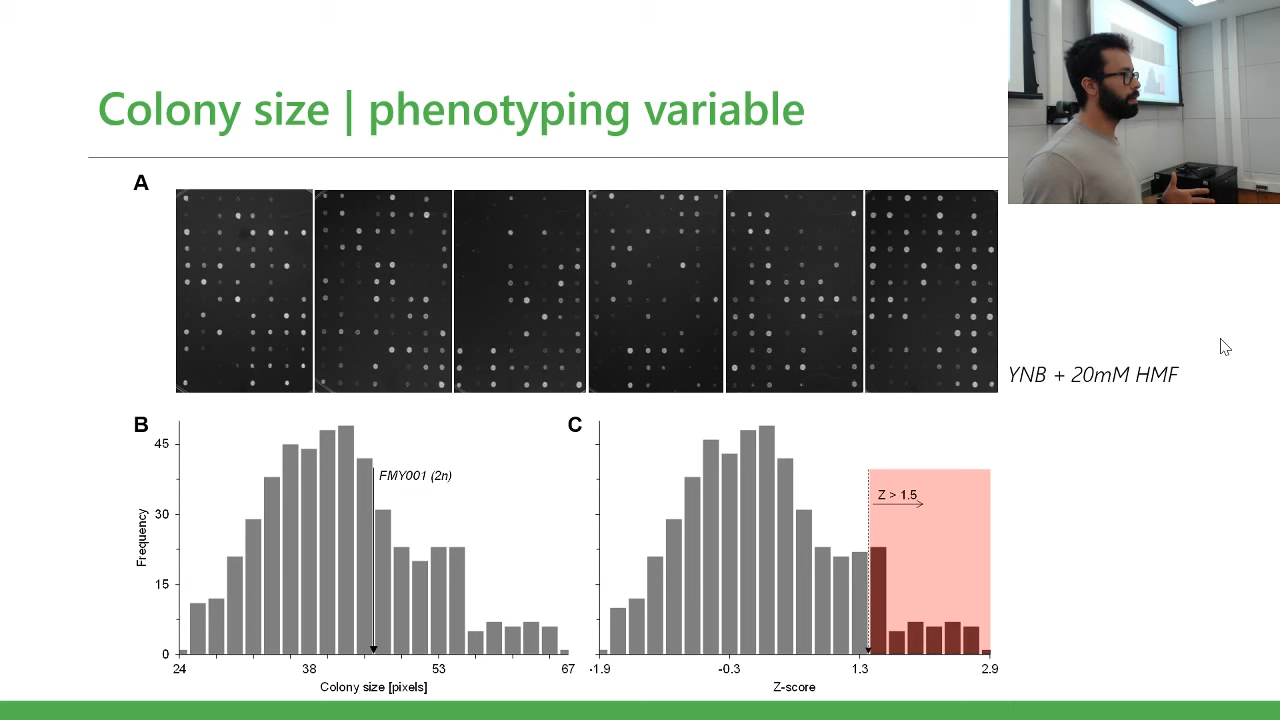 Colony size | phenotyping variable
A
YNB + 20mM HMF
B
FMY001 (2n)
Frequency
45
30
15
0
24
38
53
67
Colony size [pixels]
C
Z > 1.5
-1.9
-0.3
1.3
2.9
Z-score